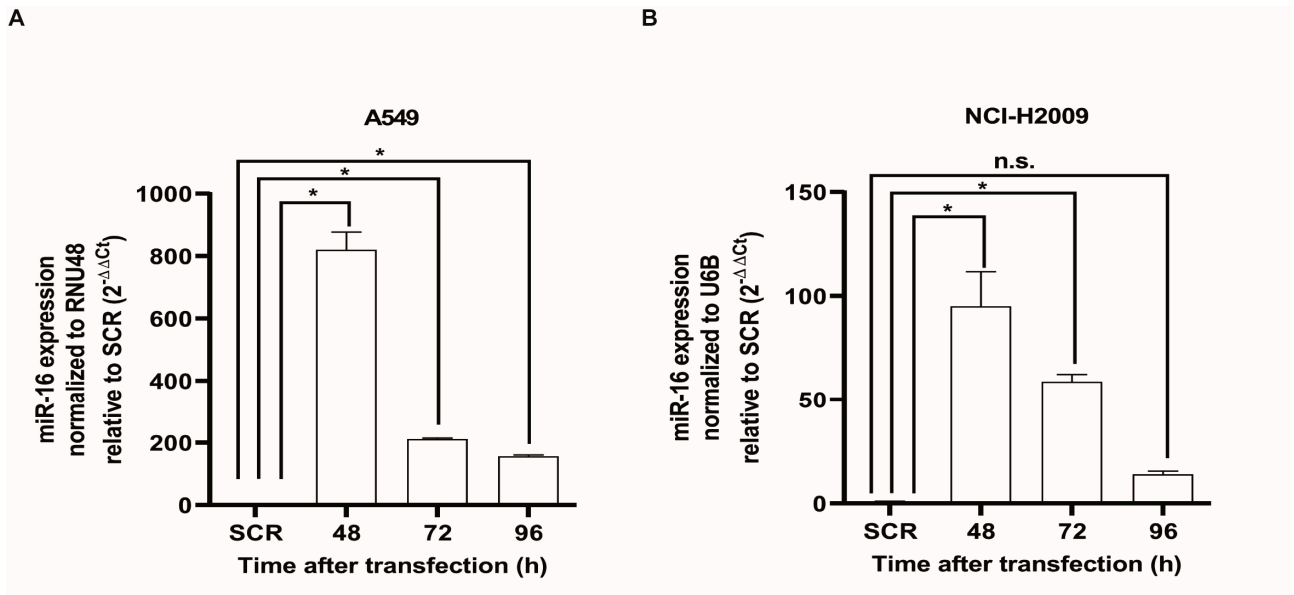 A
A549
*
*
*
1000
800
600
400
200
0
miR-16 expression
normalized to RNU48
relative to SCR (2-ΔΔCt)
SCR 48 72 96
Time after transfection (h)
B
NCI-H2009
n.s.
*
*
150
100
50
0
miR-16 expression
normalized to U6B
relative to SCR (2-ΔΔCt)
SCR 48 72 96
Time after transfection (h)